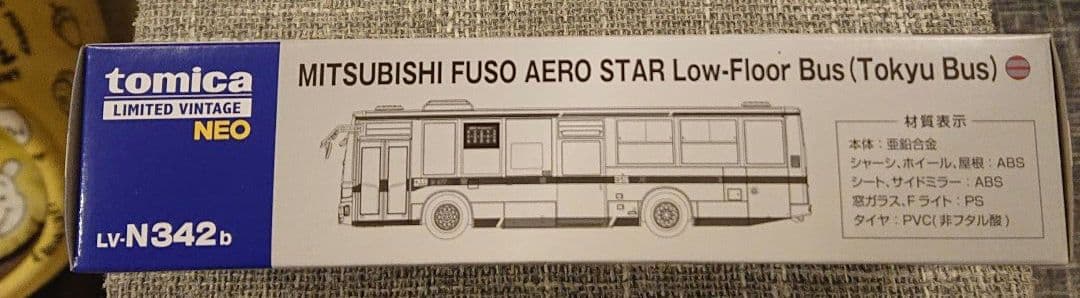 tomica
LIMITED VINTAGE
NEO
LV-N342b
MITSUBISHI FUSO AERO STAR Low-Floor Bus(Tokyu Bus)
材質表示
本体：亜鉛合金
シャーシ、ホイール、屋根：ABS
シート、サイドミラー：ABS
窓ガラス、Fライト：PS
タイヤ：PVC(非フタル酸)